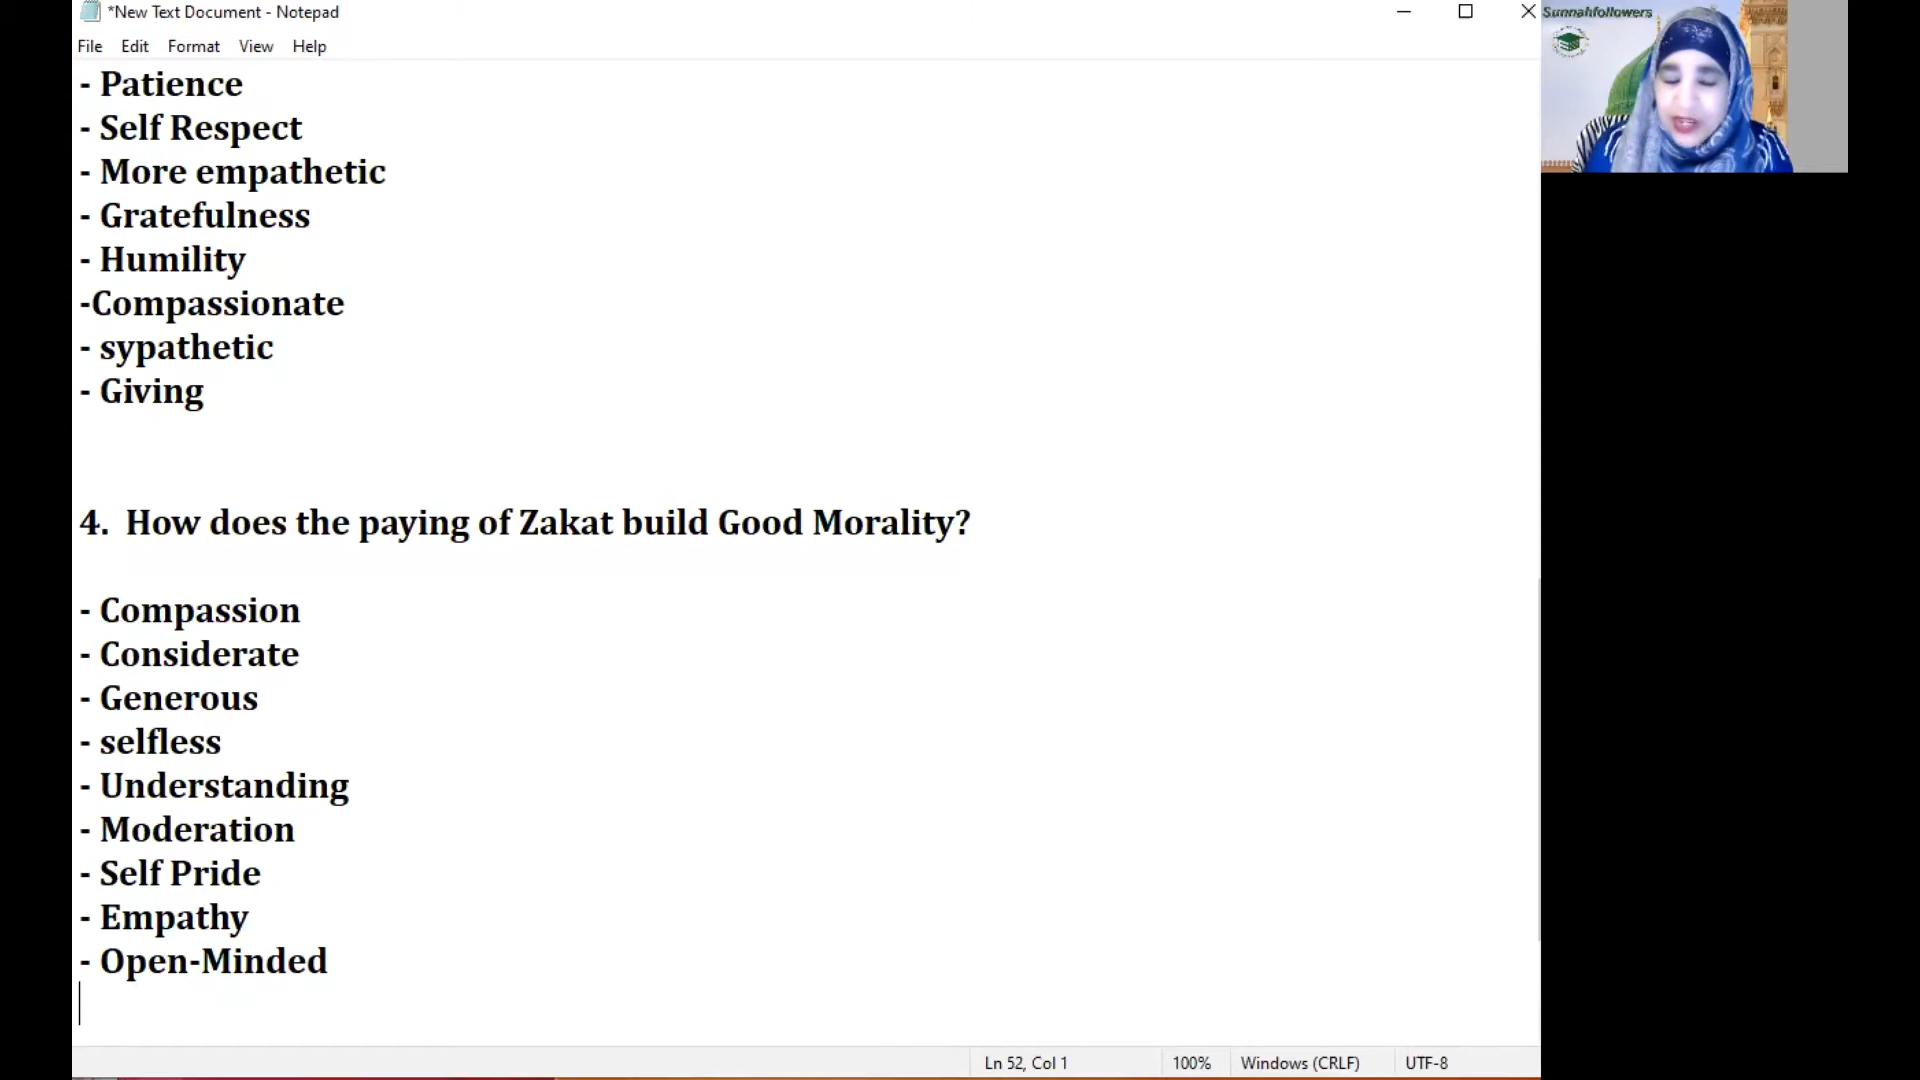 *New Text Document - Notepad
File Edit Format View Help
- Patience
- Self Respect
- More empathetic
- Gratefulness
- Humility
-Compassionate
- sypathetic
- Giving
4.  How does the paying of Zakat build Good Morality?
- Compassion
- Considerate
- Generous
- selfless
- Understanding
- Moderation
- Self Pride
- Empathy
- Open-Minded
Ln 52, Col 1 100% Windows (CRLF) UTF-8
Sunnahfollowers